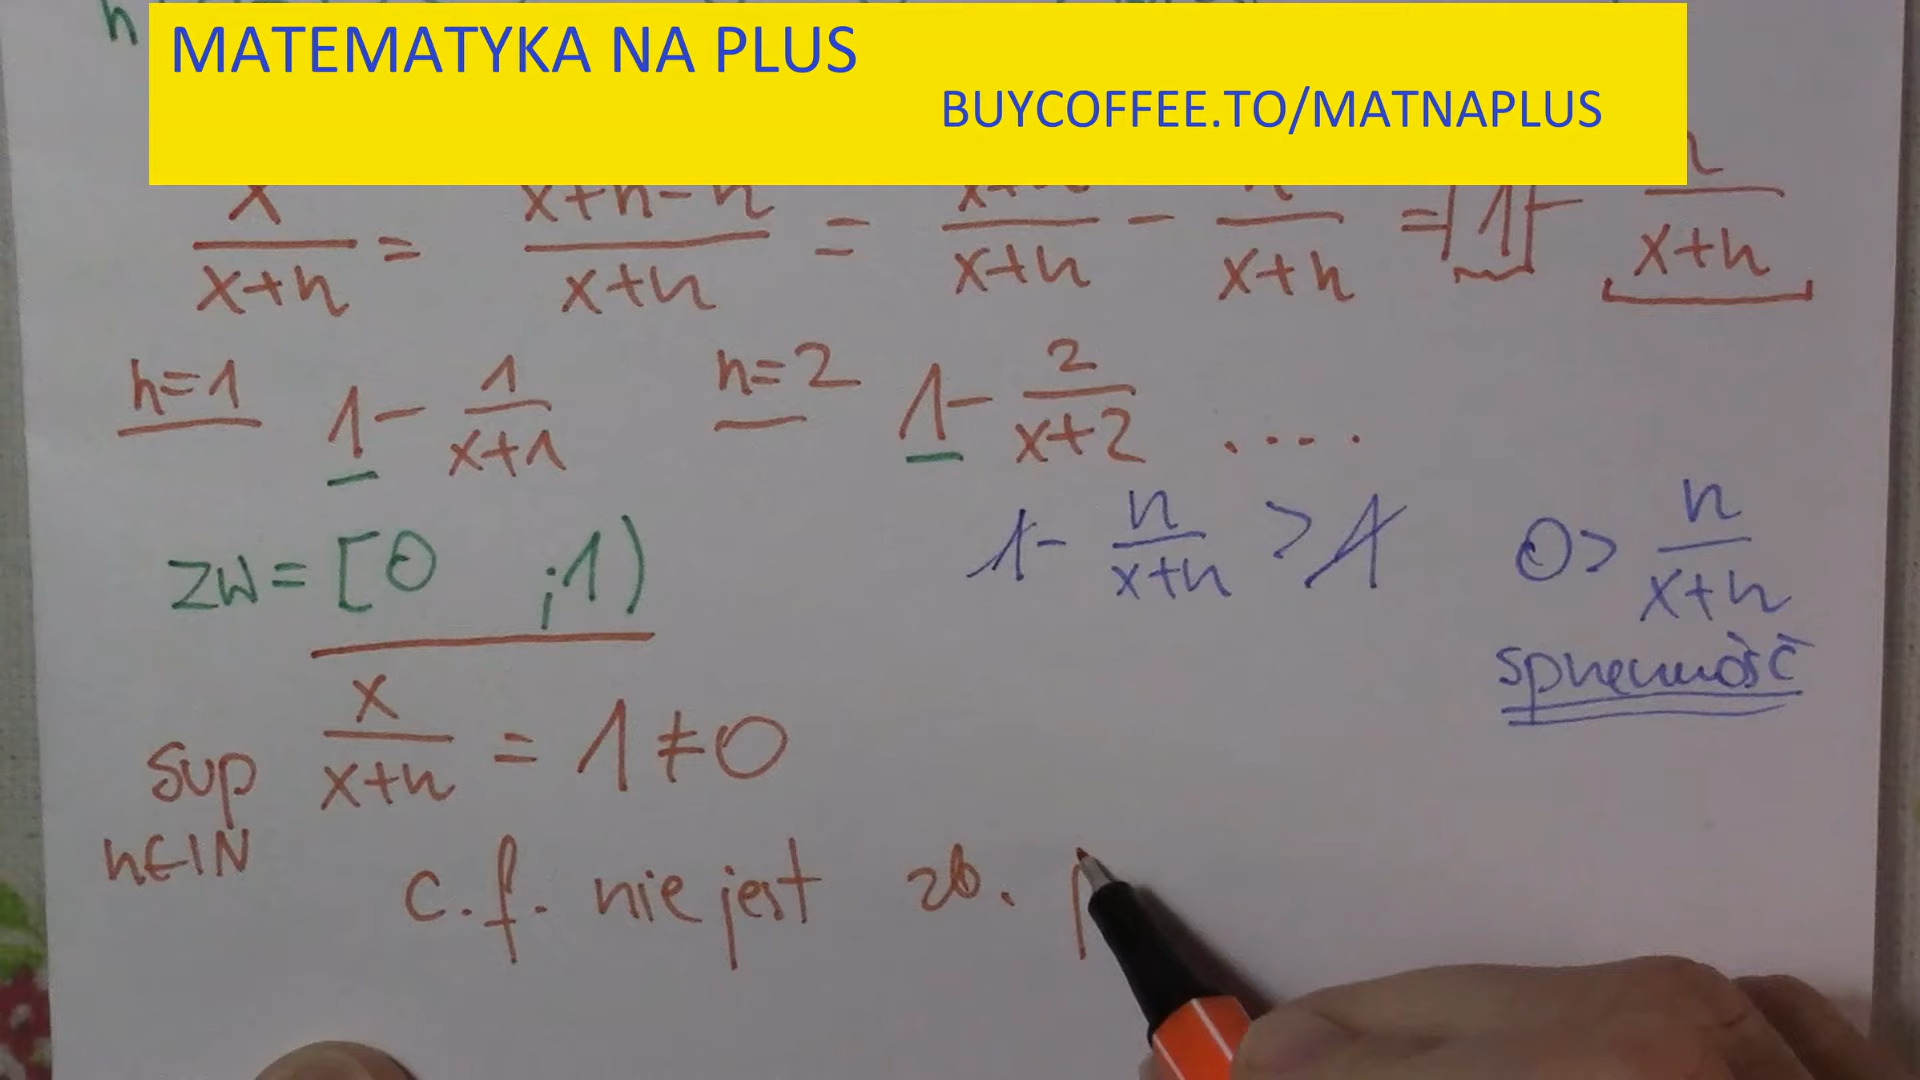 MATEMATYKA NA PLUS
BUYCOFFEE.TO/MATNAPLUS
x/(x+n) = (x+n-n)/(x+n) = (x+n)/(x+n) - n/(x+n) = 1 - n/(x+n)
n=1 1 - 1/(x+1) n=2 1 - 2/(x+2) ....
ZW = [0 ; 1) 1 - n/(x+n) > 1 0 > n/(x+n)
sprzeczność
sup x/(x+n) = 1 ≠ 0
n∈IN
c.f. nie jest zb.